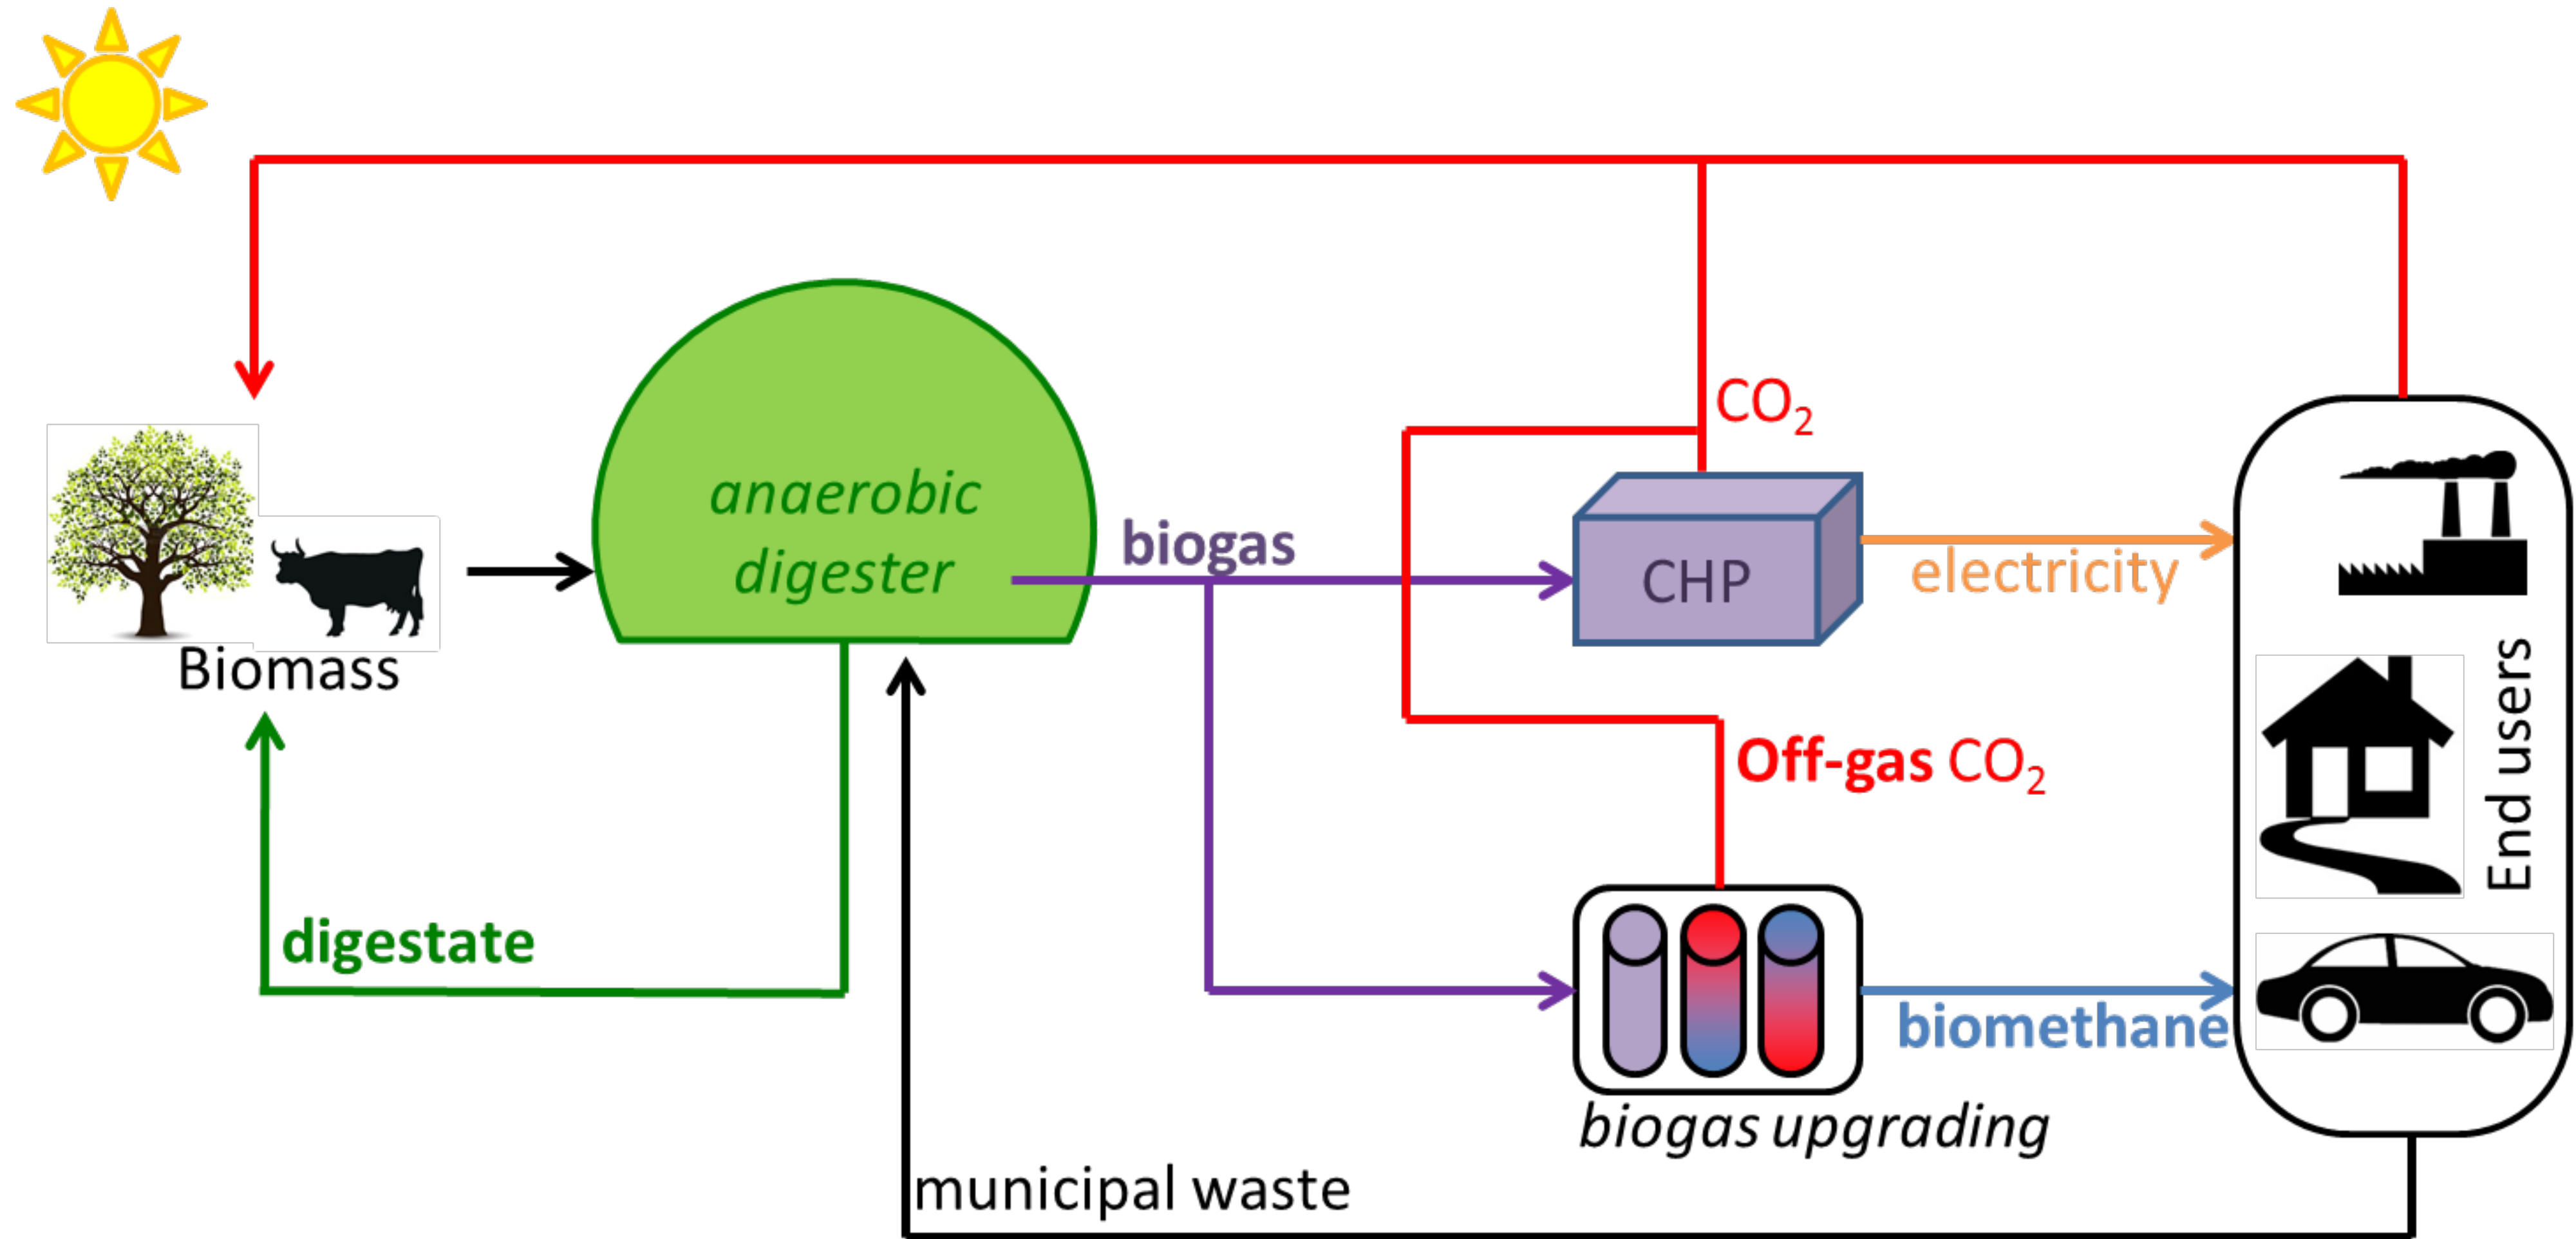 CO₂
anaerobic
digester
biogas
CHP
electricity
Biomass
End users
Off-gas CO₂
digestate
biomethane
biogas upgrading
municipal waste